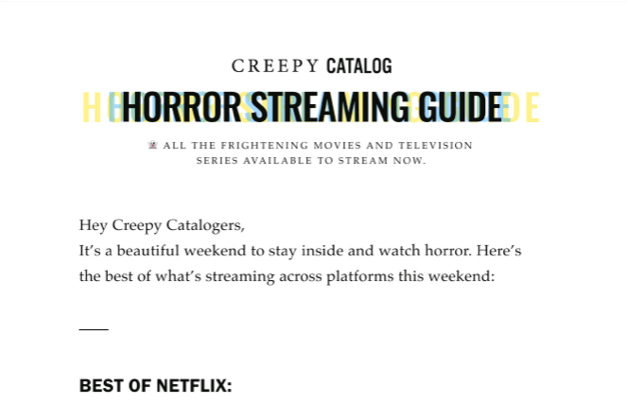 CREEPY CATALOG
HORROR STREAMING GUIDE
ALL THE FRIGHTENING MOVIES AND TELEVISION
SERIES AVAILABLE TO STREAM NOW.
Hey Creepy Catalogers,
It’s a beautiful weekend to stay inside and watch horror. Here’s
the best of what’s streaming across platforms this weekend:
BEST OF NETFLIX: